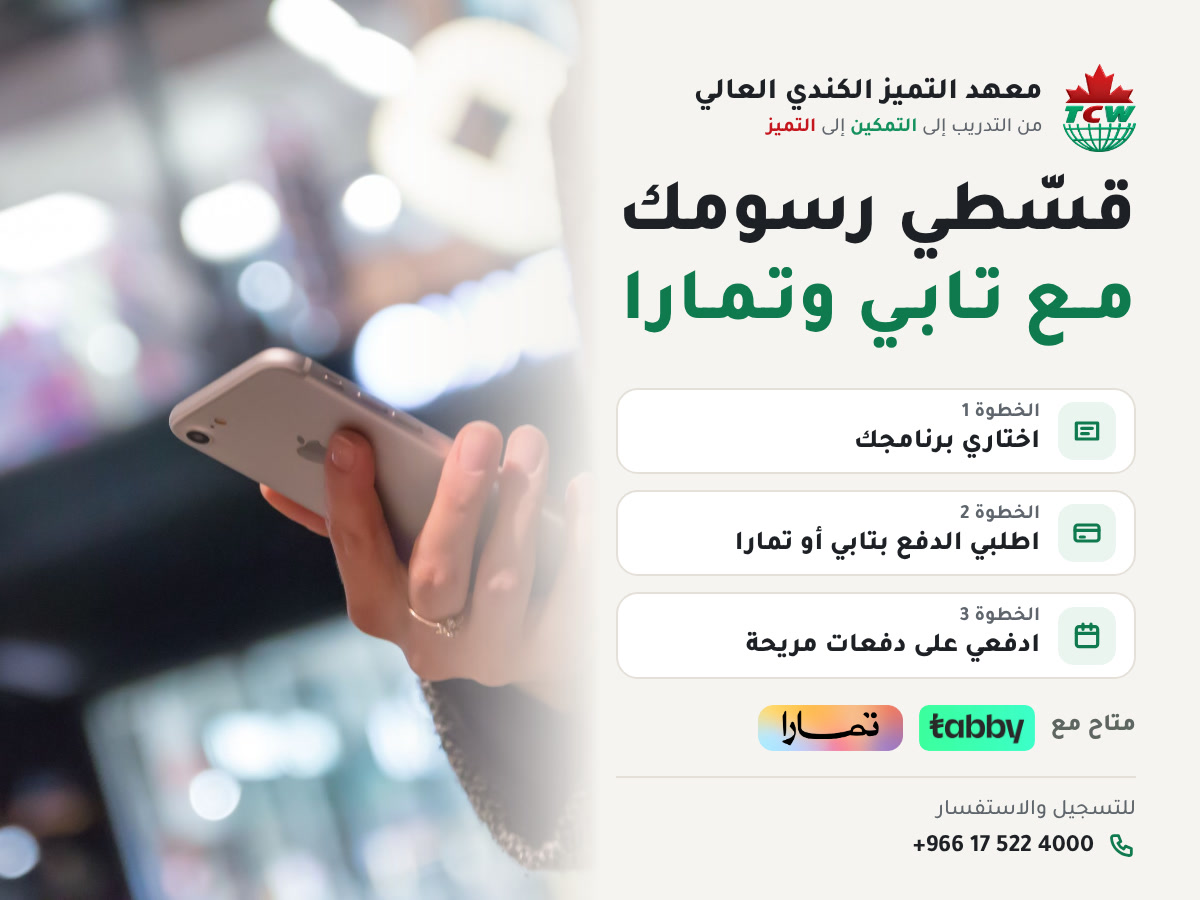 معهد التميز الكندي العالي
من التدريب إلى التمكين إلى التميز
TCW
قسّطي رسومك
مع تابي وتمارا
الخطوة 1
اختاري برنامجك
الخطوة 2
اطلبي الدفع بتابي أو تمارا
الخطوة 3
ادفعي على دفعات مريحة
متاح مع tabby تمارا
للتسجيل والاستفسار
+966 17 522 4000